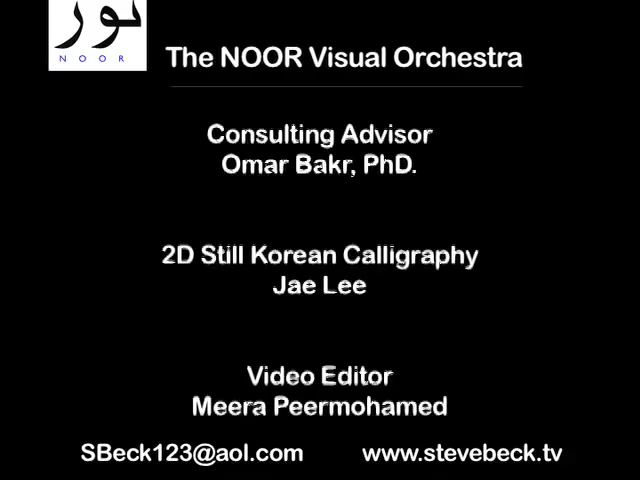 نور
NOOR
The NOOR Visual Orchestra
Consulting Advisor
Omar Bakr, PhD.
2D Still Korean Calligraphy
Jae Lee
Video Editor
Meera Peermohamed
SBeck123@aol.com www.stevebeck.tv